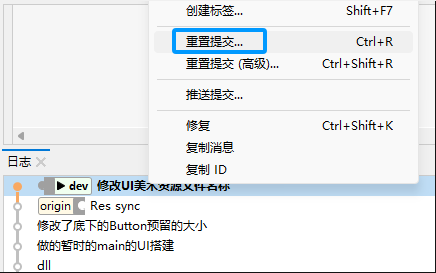 创建标签... Shift+F7
重置提交... Ctrl+R
重置提交 (高级)... Ctrl+Shift+R
推送提交...
修复 Ctrl+Shift+K
复制消息
复制 ID
日志
dev 修改UI美术资源文件名称
origin Res sync
修改了底下的Button预留的大小
做的暂时的main的UI搭建
dll